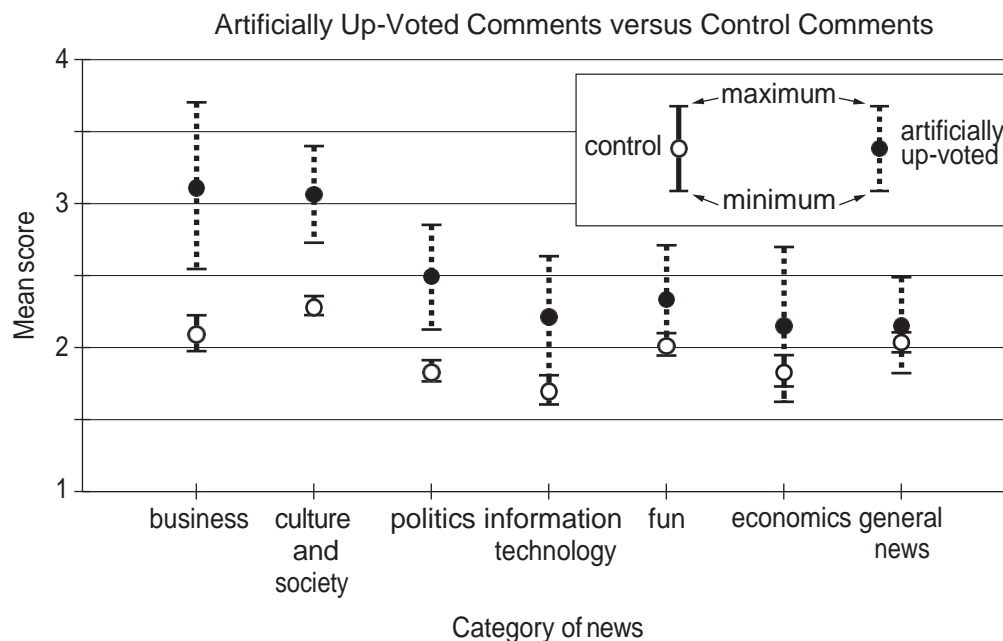 Artificially Up-Voted Comments versus Control Comments
4
3
2
1
Mean score
maximum
control
artificially
up-voted
minimum
business
culture
and
society
politics
information
technology
fun
economics
general
news
Category of news